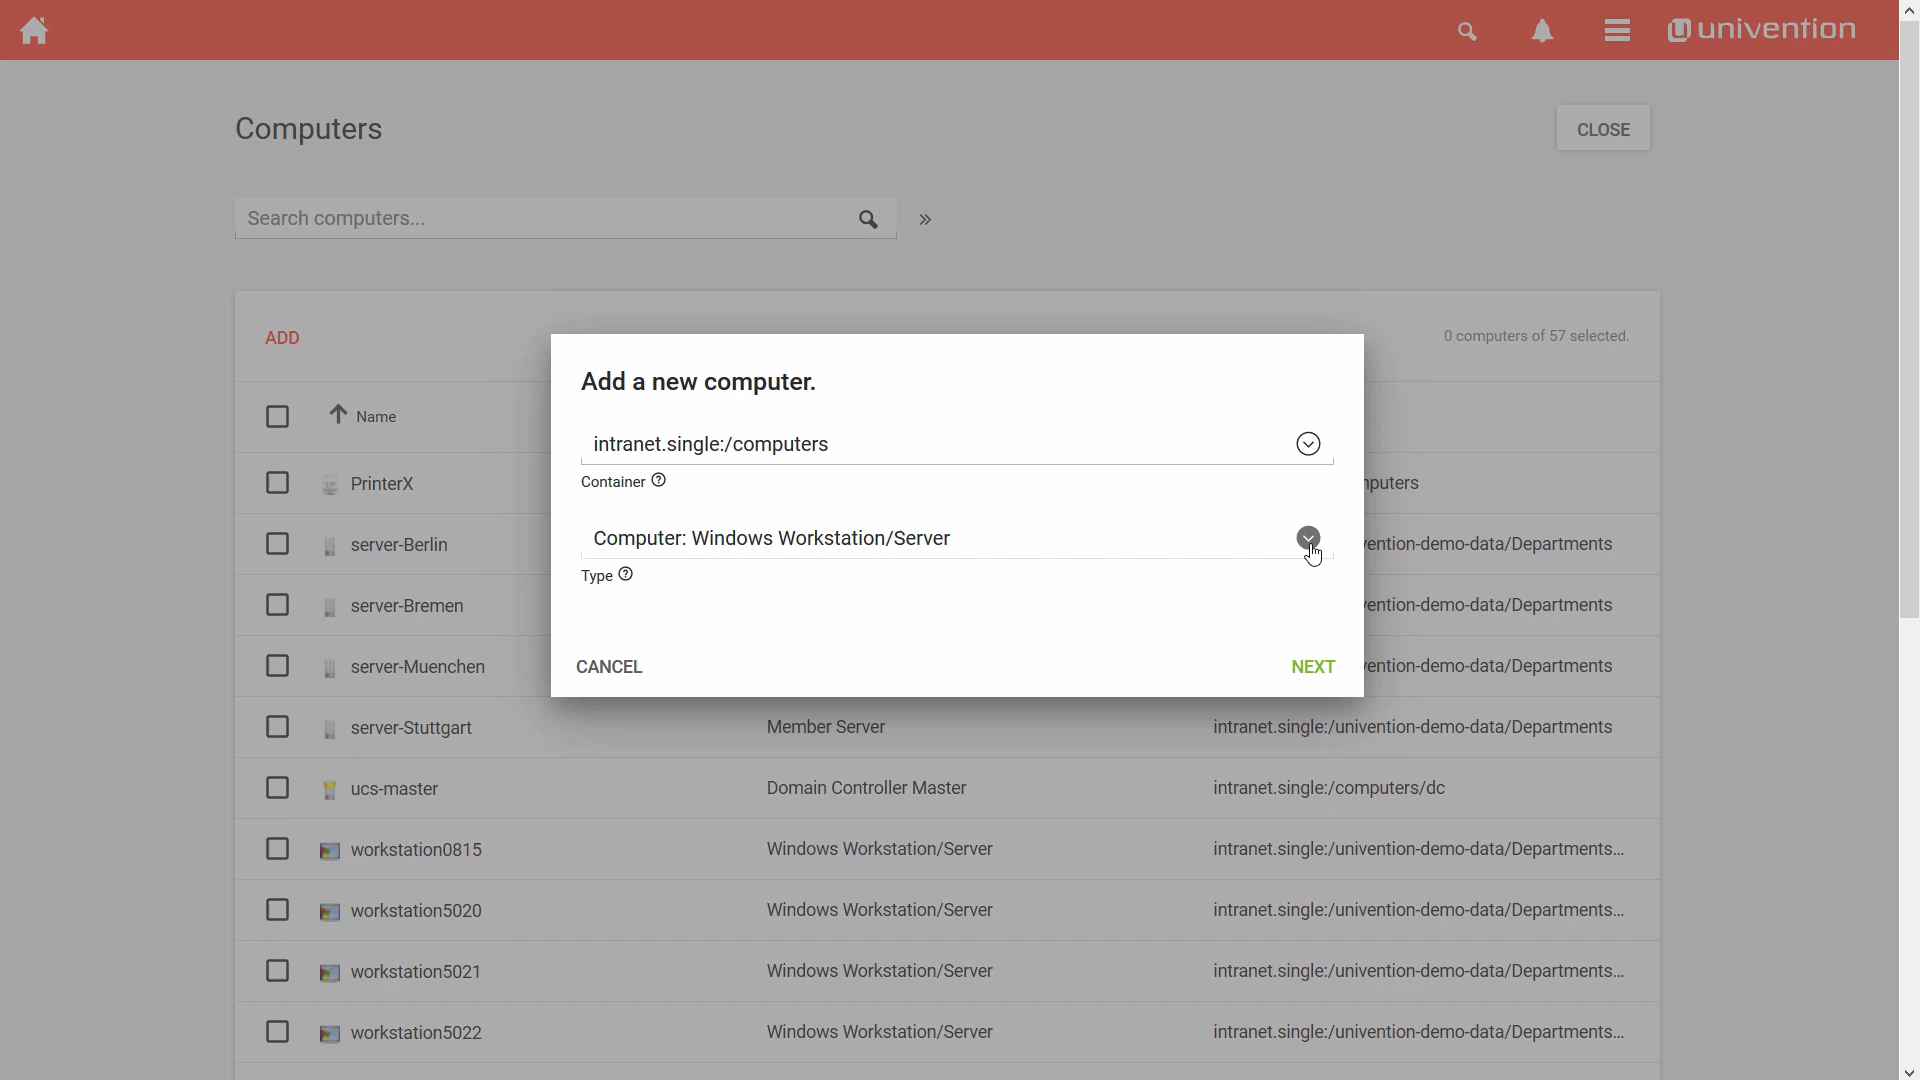 univention
Computers
CLOSE
Search computers...
ADD
0 computers of 57 selected.
Add a new computer.
Name
intranet.single:/computers
Container
PrinterX
Computer: Windows Workstation/Server
server-Berlin
vention-demo-data/Departments
Type
server-Bremen
vention-demo-data/Departments
server-Muenchen
vention-demo-data/Departments
CANCEL
NEXT
server-Stuttgart
Member Server
intranet.single:/univention-demo-data/Departments
ucs-master
Domain Controller Master
intranet.single:/computers/dc
workstation0815
Windows Workstation/Server
intranet.single:/univention-demo-data/Departments...
workstation5020
Windows Workstation/Server
intranet.single:/univention-demo-data/Departments...
workstation5021
Windows Workstation/Server
intranet.single:/univention-demo-data/Departments...
workstation5022
Windows Workstation/Server
intranet.single:/univention-demo-data/Departments...